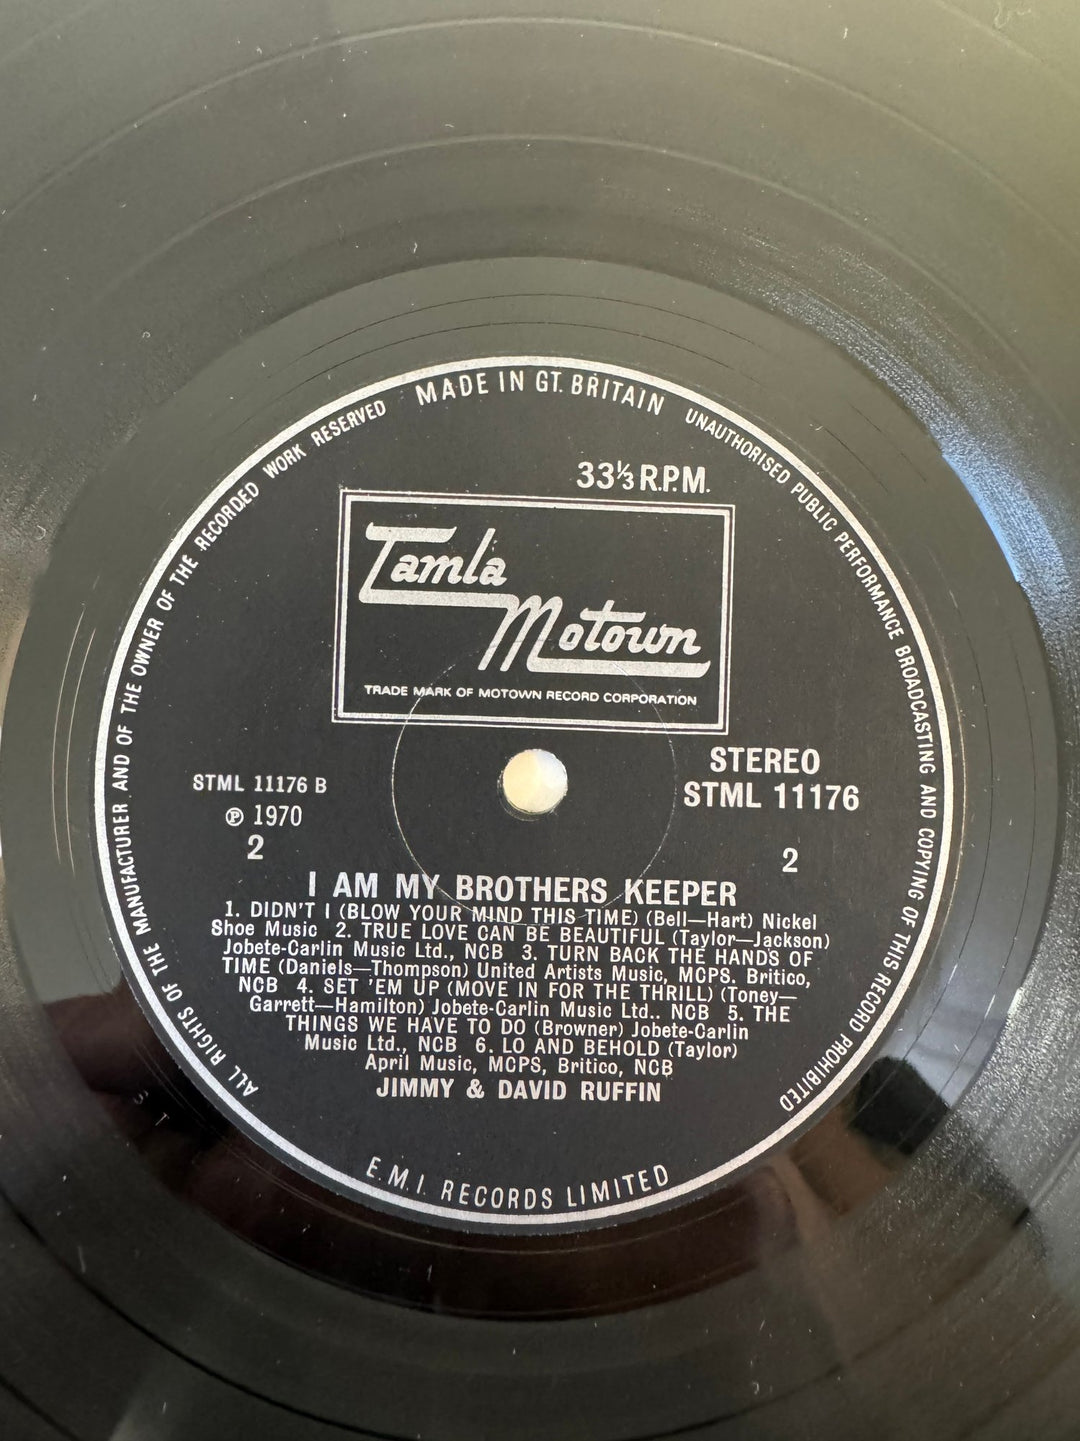 MADE IN GT. BRITAIN
UNAUTHORISED PUBLIC PERFORMANCE BROADCASTING AND COPYING OF THIS RECORD PROHIBITED
ALL RIGHTS OF THE MANUFACTURER AND OF THE OWNER OF THE RECORDED WORK RESERVED
33⅓ R.P.M.
Tamla
Motown
TRADE MARK OF MOTOWN RECORD CORPORATION
STML 11176 B
℗ 1970
2
STEREO
STML 11176
2
I AM MY BROTHERS KEEPER
1. DIDN'T I (BLOW YOUR MIND THIS TIME) (Bell—Hart) Nickel
Shoe Music 2. TRUE LOVE CAN BE BEAUTIFUL (Taylor—Jackson)
Jobete-Carlin Music Ltd., NCB 3. TURN BACK THE HANDS OF
TIME (Daniels—Thompson) United Artists Music, MCPS. Britico,
NCB 4. SET 'EM UP (MOVE IN FOR THE THRILL) (Toney—
Garrett—Hamilton) Jobete-Carlin Music Ltd.. NCB 5. THE
THINGS WE HAVE TO DO (Browner) Jobete-Carlin
Music Ltd., NCB 6. LO AND BEHOLD (Taylor)
April Music, MCPS, Britico, NCB
JIMMY & DAVID RUFFIN
E.M.I. RECORDS LIMITED